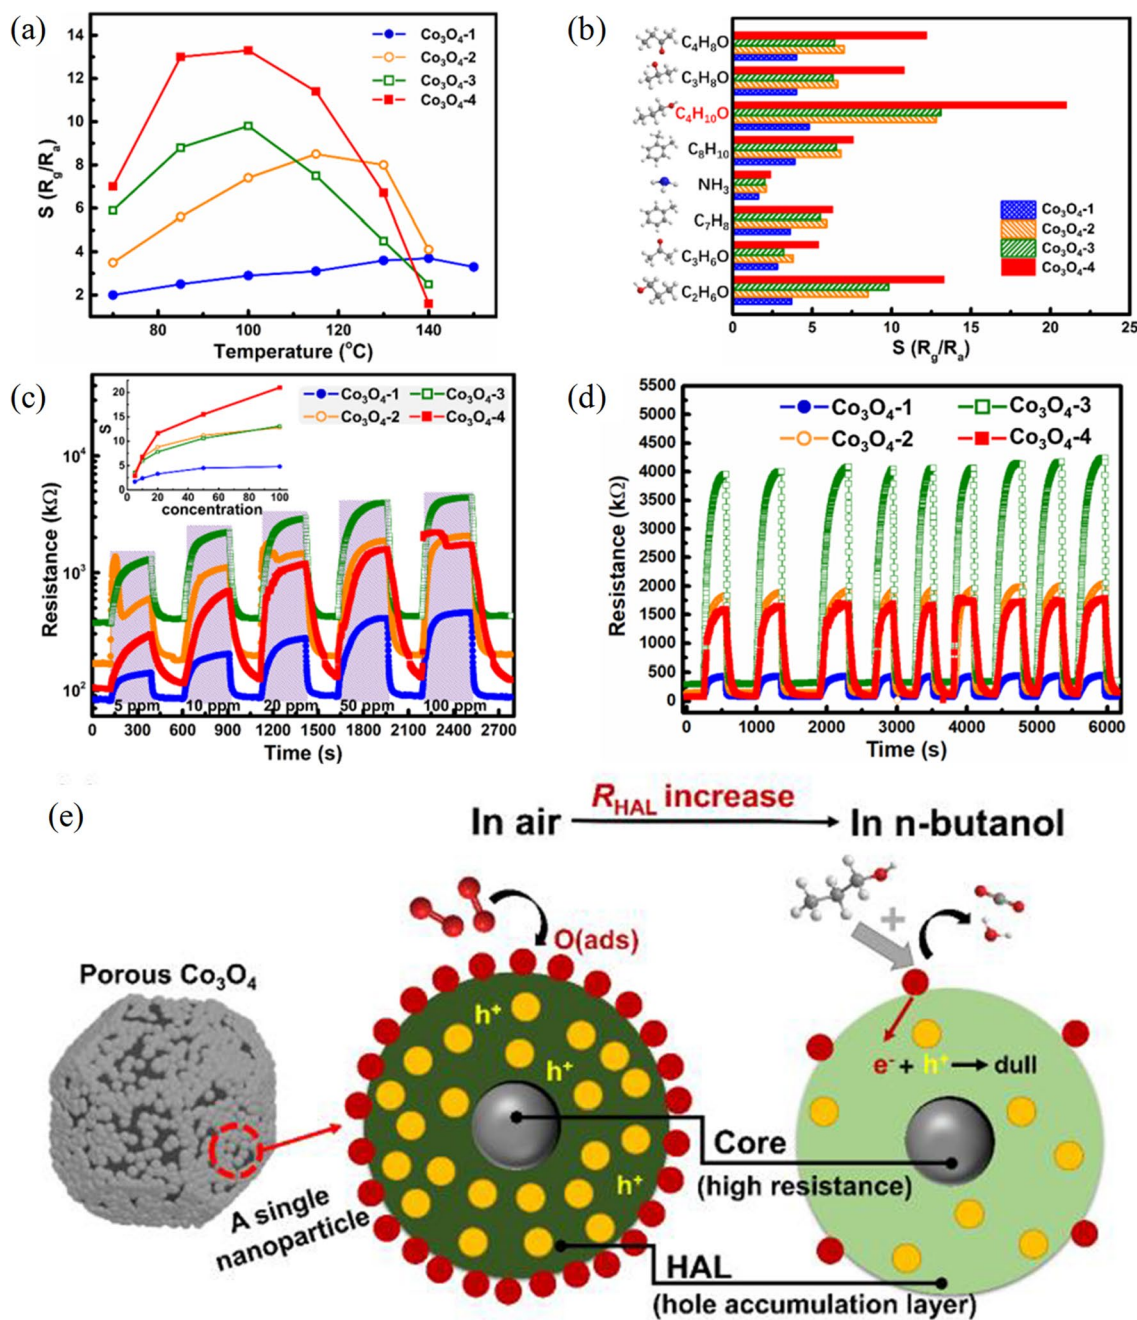 (a)
S (Rg/Ra)
14
12
10
8
6
4
2
Co₃O₄-1
Co₃O₄-2
Co₃O₄-3
Co₃O₄-4
80 100 120 140
Temperature (°C)
(b)
C₄H₈O
C₃H₈O
C₄H₁₀O
C₈H₁₀
NH₃
C₇H₈
C₃H₆O
C₂H₆O
Co₃O₄-1
Co₃O₄-2
Co₃O₄-3
Co₃O₄-4
0 5 10 15 20 25
S (Rg/Ra)
(c)
Resistance (kΩ)
10⁴
10³
10²
S
20
15
10
5
0
0 20 40 60 80 100
concentration
Co₃O₄-1 Co₃O₄-3
Co₃O₄-2 Co₃O₄-4
5 ppm 10 ppm 20 ppm 50 ppm 100 ppm
0 300 600 900 1200 1500 1800 2100 2400 2700
Time (s)
(d)
Resistance (kΩ)
5500
5000
4500
4000
3500
3000
2500
2000
1500
1000
500
0
Co₃O₄-1 Co₃O₄-3
Co₃O₄-2 Co₃O₄-4
0 1000 2000 3000 4000 5000 6000
Time (s)
(e)
In air
R_HAL increase
In n-butanol
+
O(ads)
Porous Co₃O₄
h⁺
h⁺
h⁺
e⁻ + h⁺ dull
A single
nanoparticle
Core
(high resistance)
HAL
(hole accumulation layer)